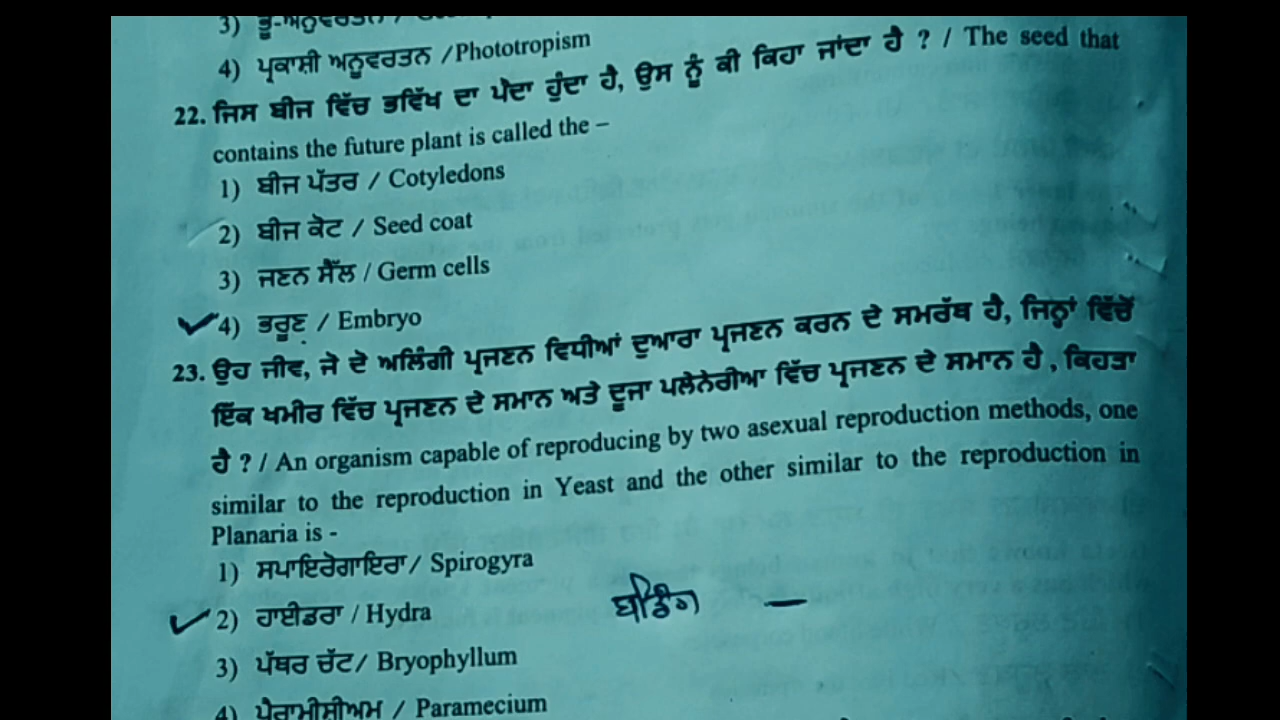 3) ਭੂ-ਅਨੁਵਰਤਨ /
4) ਪ੍ਰਕਾਸ਼ੀ ਅਨੂਵਰਤਨ /Phototropism
22. ਜਿਸ ਬੀਜ ਵਿੱਚ ਭਵਿੱਖ ਦਾ ਪੌਦਾ ਹੁੰਦਾ ਹੈ, ਉਸ ਨੂੰ ਕੀ ਕਿਹਾ ਜਾਂਦਾ ਹੈ ? / The seed that
contains the future plant is called the –
1) ਬੀਜ ਪੱਤਰ / Cotyledons
2) ਬੀਜ ਕੋਟ / Seed coat
3) ਜਣਨ ਸੈੱਲ / Germ cells
4) ਭਰੂਣ / Embryo
23. ਉਹ ਜੀਵ, ਜੋ ਦੋ ਅਲਿੰਗੀ ਪ੍ਰਜਣਨ ਵਿਧੀਆਂ ਦੁਆਰਾ ਪ੍ਰਜਣਨ ਕਰਨ ਦੇ ਸਮਰੱਥ ਹੈ, ਜਿਨ੍ਹਾਂ ਵਿੱਚੋਂ
ਇੱਕ ਖਮੀਰ ਵਿੱਚ ਪ੍ਰਜਣਨ ਦੇ ਸਮਾਨ ਅਤੇ ਦੂਜਾ ਪਲੇਨੇਰੀਆ ਵਿੱਚ ਪ੍ਰਜਣਨ ਦੇ ਸਮਾਨ ਹੈ , ਕਿਹੜਾ
ਹੈ ? / An organism capable of reproducing by two asexual reproduction methods, one
similar to the reproduction in Yeast and the other similar to the reproduction in
Planaria is -
1) ਸਪਾਇਰੋਗਾਇਰਾ/ Spirogyra
2) ਹਾਈਡਰਾ / Hydra ਬਡਿੰਗ —
3) ਪੱਥਰ ਚੱਟ/ Bryophyllum
4) ਪੈਰਾਮੀਸੀਅਮ / Paramecium